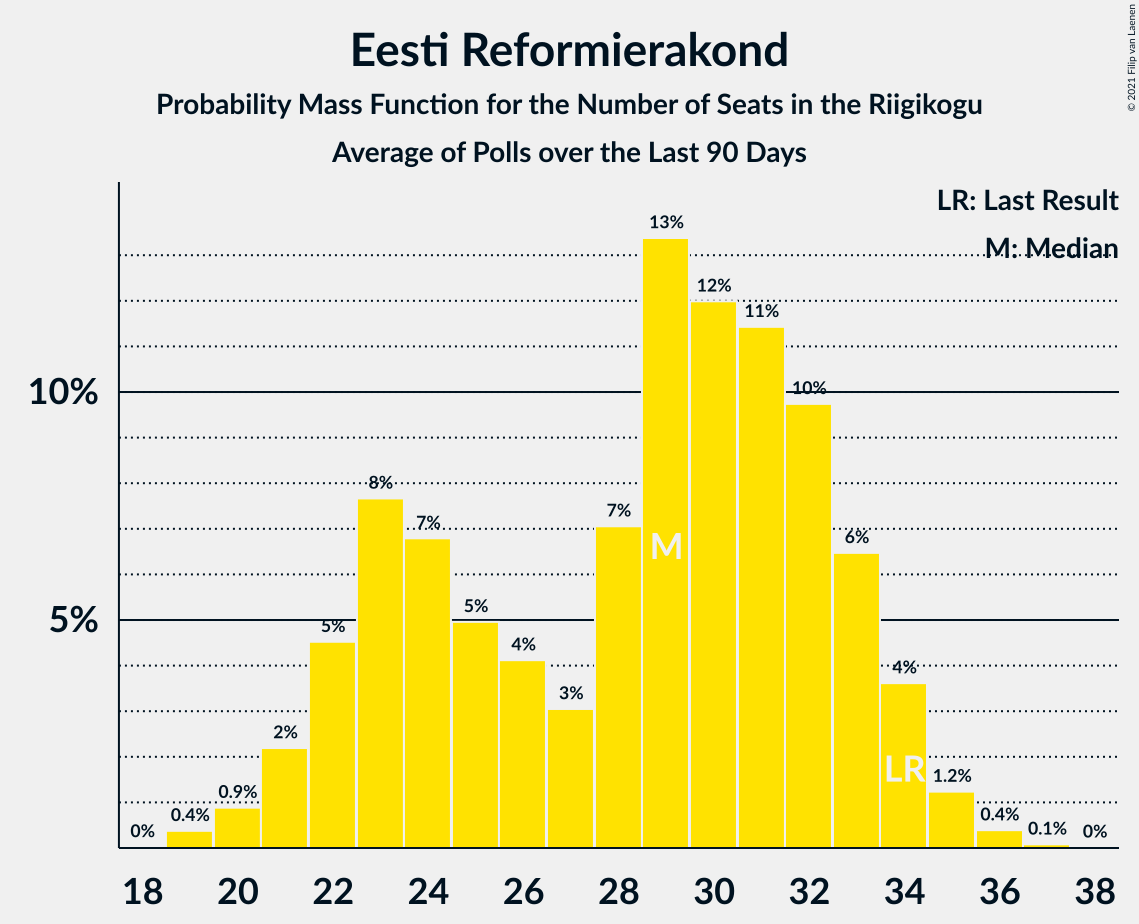 Eesti Reformierakond
Probability Mass Function for the Number of Seats in the Riigikogu
Average of Polls over the Last 90 Days
© 2021 Filip van Laenen
LR: Last Result
M: Median
10%
5%
0%
0.4%
0.9%
2%
5%
8%
7%
5%
4%
3%
7%
13%
12%
11%
10%
6%
4%
1.2%
0.4%
0.1%
0%
M
LR
18 20 22 24 26 28 30 32 34 36 38